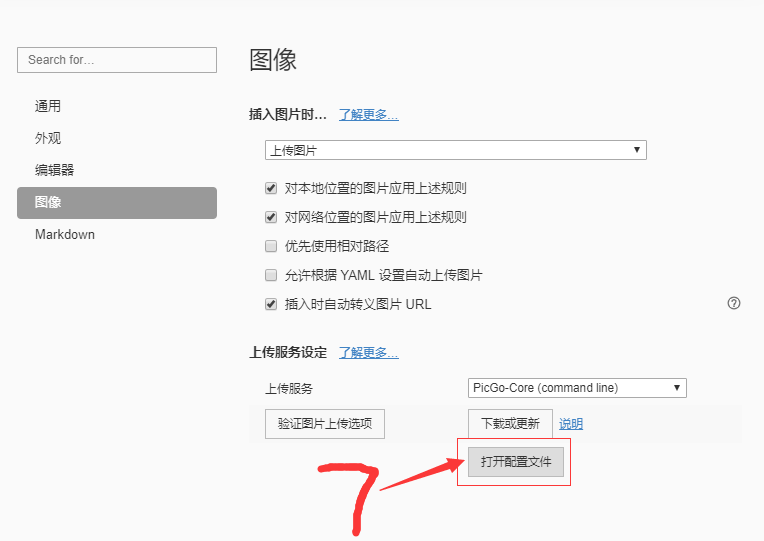 Search for...
图像
通用
外观
编辑器
图像
Markdown
插入图片时... 了解更多...
上传图片
对本地位置的图片应用上述规则
对网络位置的图片应用上述规则
优先使用相对路径
允许根据 YAML 设置自动上传图片
插入时自动转义图片 URL
上传服务设定 了解更多...
上传服务 PicGo-Core (command line)
验证图片上传选项 下载或更新 说明
打开配置文件
7